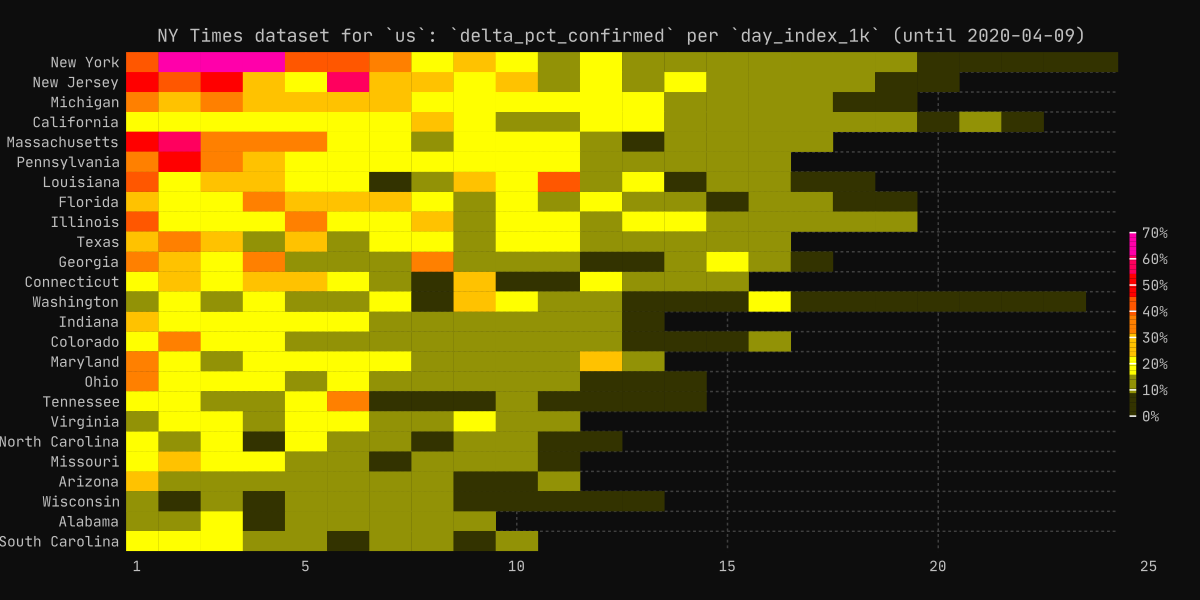 NY Times dataset for `us`: `delta_pct_confirmed` per `day_index_1k` (until 2020-04-09)
New York
New Jersey
Michigan
California
Massachusetts
Pennsylvania
Louisiana
Florida
Illinois
Texas
Georgia
Connecticut
Washington
Indiana
Colorado
Maryland
Ohio
Tennessee
Virginia
North Carolina
Missouri
Arizona
Wisconsin
Alabama
South Carolina
70%
60%
50%
40%
30%
20%
10%
0%
1 5 10 15 20 25